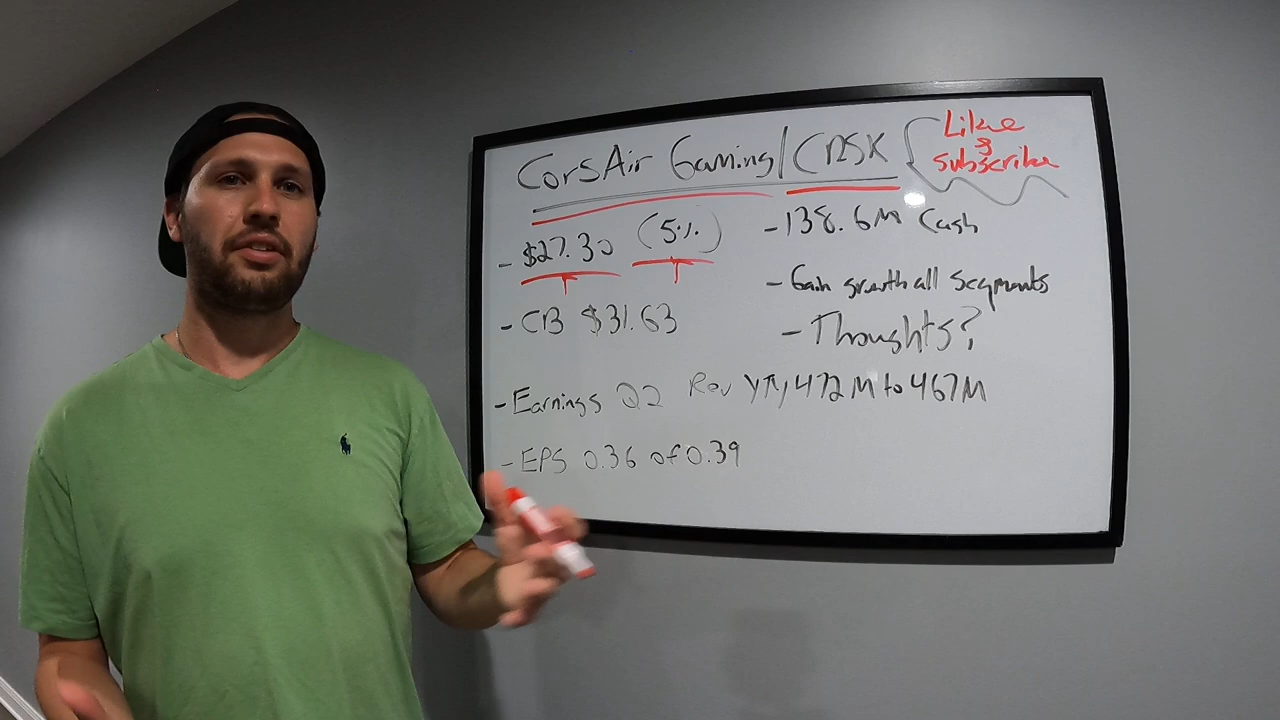 CorsAir Gaming/CRSR
Like
&
Subscribe
- $27.30 (5%)
- CB $31.63
- Earnings Q2 Rev YTY 472M to 467M
- EPS 0.36 of 0.39
- 138.6M Cash
- Gain growth all segments
- Thoughts?